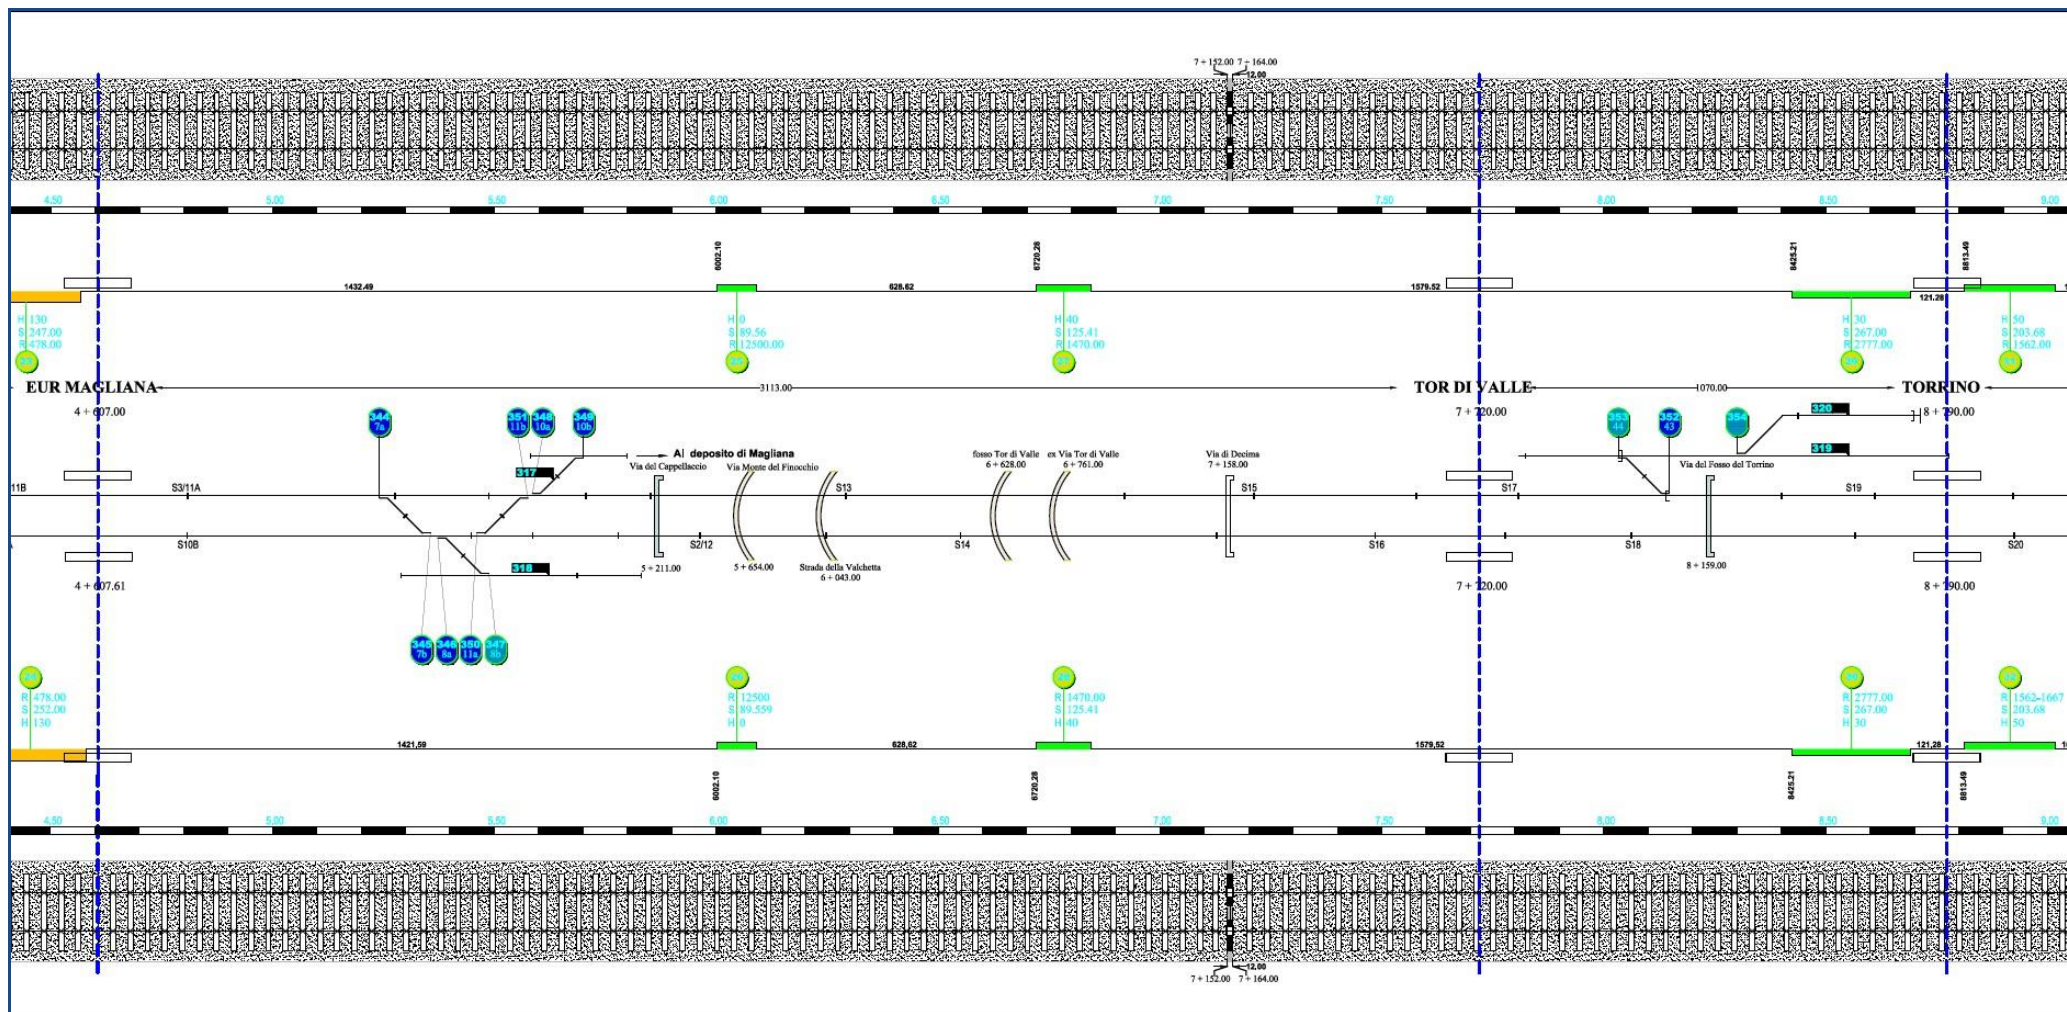 7 + 152.00 7 + 164.00
12.00
4,50 5,00 5,50 6,00 6,50 7,00 7,50 8,00 8,50 9,00
6002.10 6720,28 8425.21 8813.49
1432.49 628.62 1579.52 121.28
H 130 H 0 H 40 H 30 H 50
S 247.00 S 89.56 S 125.41 S 267.00 S 203.68
R 478.00 R 12500.00 R 1470.00 R 2777.00 R 1562.00
EUR MAGLIANA 3113.00 TOR DI VALLE 1070.00 TORRINO
4 + 607.00 7 + 720.00 8 + 790.00
344 351 348 349 353 352 354 320
7a 11b 10a 10b 44 43
319
Al deposito di Magliana
317
Via del Cappellaccio Via Monte del Finocchio
fosso Tor di Valle ex Via Tor di Valle Via di Decima
6 + 628.00 6 + 761.00 7 + 158.00
Via del Fosso del Torrino
11B S3/11A S13 S15 S17 S19
S10B S2/12 S14 S16 S18 S20
318
5 + 211.00 5 + 654.00 Strada della Valchetta 8 + 159.00
6 + 043.00
4 + 607.61 7 + 720.00 8 + 790.00
345 346 350 347
7b 8a 11a 8b
R 478.00 R 12500 R 1470.00 R 2777.00 R 1562-1667
S 252.00 S 89.559 S 125.41 S 267.00 S 203.68
H 130 H 0 H 40 H 30 H 50
1421,59 628,62 1579,52 121,28
6002.10 6720,28 8425.21 8813.49
4,50 5,00 5,50 6,00 6,50 7,00 7,50 8,00 8,50 9,00
12,00
7 + 152.00 7 + 164.00